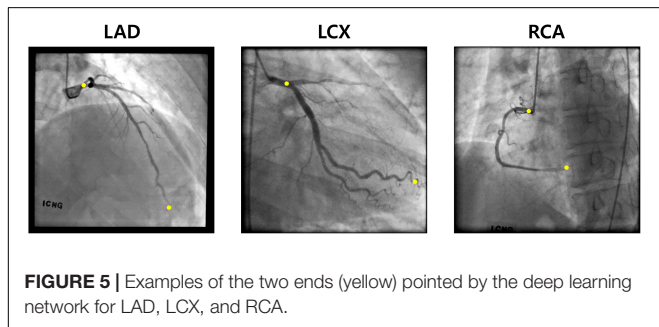 LAD
LCX
RCA
ICNG
FIGURE 5 | Examples of the two ends (yellow) pointed by the deep learning
network for LAD, LCX, and RCA.